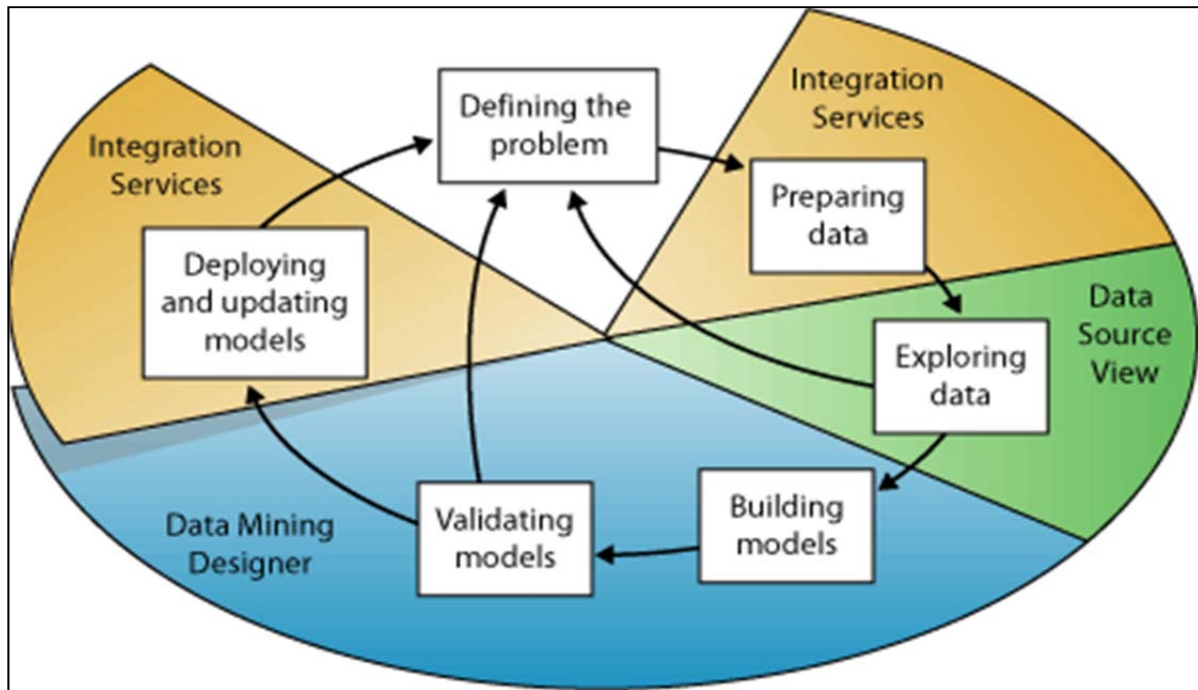 Defining the
problem
Integration
Services
Preparing
data
Data
Source
View
Exploring
data
Building
models
Validating
models
Data Mining
Designer
Deploying
and updating
models
Integration
Services